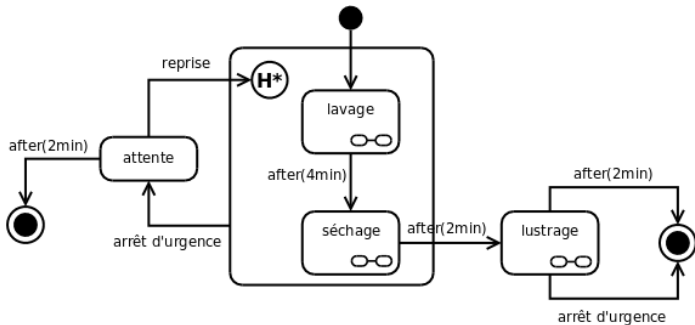 reprise
H*
lavage
after(2min)
attente
after(4min)
after(2min)
arrêt d'urgence
séchage
after(2min)
lustrage
arrêt d'urgence